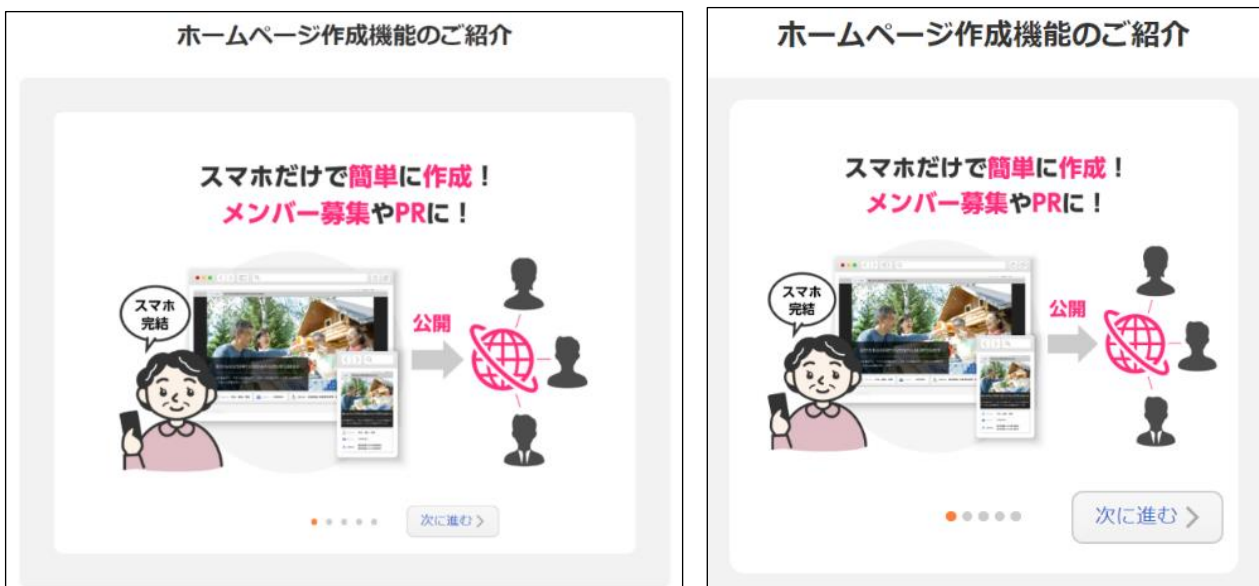 ホームページ作成機能のご紹介
スマホだけで簡単に作成！
メンバー募集やPRに！
スマホ
完結
公開
次に進む
ホームページ作成機能のご紹介
スマホだけで簡単に作成！
メンバー募集やPRに！
スマホ
完結
公開
次に進む